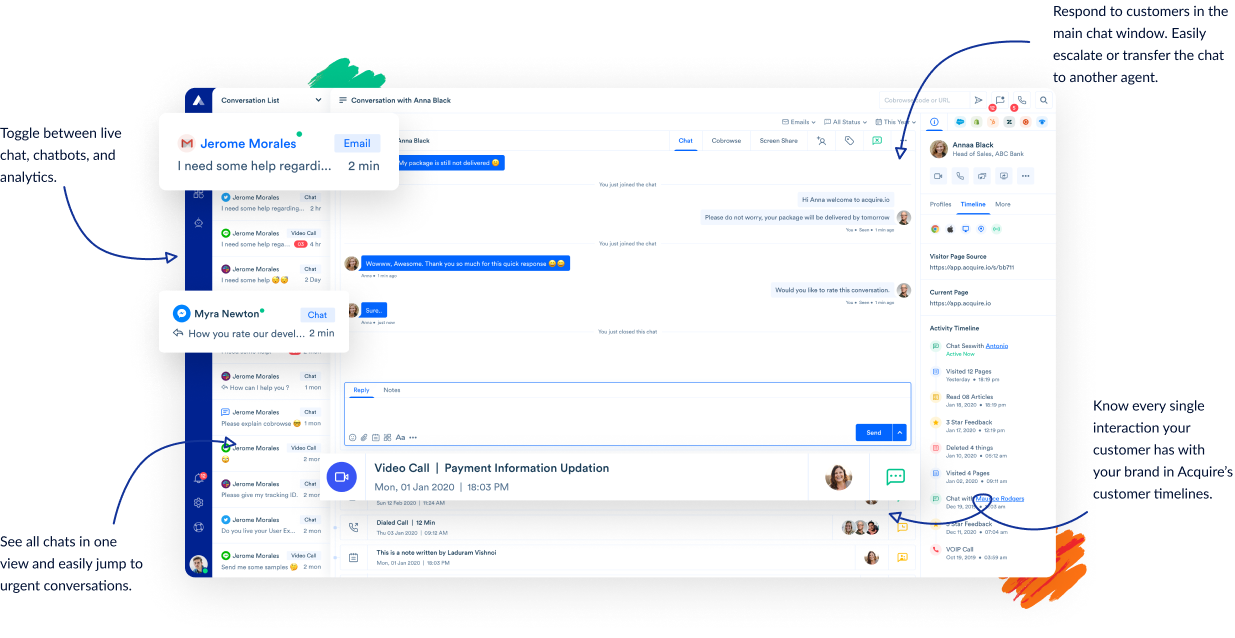 Respond to customers in the
main chat window. Easily
escalate or transfer the chat
to another agent.
Toggle between live
chat, chatbots, and
analytics.
See all chats in one
view and easily jump to
urgent conversations.
Know every single
interaction your
customer has with
your brand in Acquire's
customer timelines.
Conversation List
Jerome Morales
Email
I need some help regardi...
2 min
Jerome Morales Chat
I need some help regarding... 2 hr
Jerome Morales Video Call
I need some help rega... 03 4 hr
Jerome Morales Chat
I need some help 2 Day
Myra Newton
Chat
How you rate our devel... 2 min
Jerome Morales Chat
How can I help you ? 1 mon
Jerome Morales Chat
Please explain cobrowse 1 mon
Jerome Morales Video Call
2 mon
Jerome Morales Chat
Please give my tracking ID. 2 mon
Jerome Morales Chat
Do you live your User Ex... 2 mon
Jerome Morales Video Call
Send me some samples 2 mon
Conversation with Anna Black
Cobrowse code or URL
Emails All Status This Year
Anna Black
Chat Cobrowse Screen Share
My package is still not delivered
You just joined the chat
Hi Anna welcome to acquire.io
Please do not worry, your package will be delivered by tomorrow
You • Seen • 1 min ago
You just joined the chat
Wowww, Awesome. Thank you so much for this quick response
Anna • 1 min ago
Would you like to rate this conversation.
You • Seen • 1 min ago
Sure..
Anna • just now
You just closed this chat
Reply Notes
Aa
Send
Video Call | Payment Information Updation
Mon, 01 Jan 2020 | 18:03 PM
Sun 12 Feb 2020 | 11:24 AM
Dialed Call | 12 Min
Thu 03 Jan 2020 | 09:12 AM
This is a note written by Laduram Vishnoi
Mon, 01 Jan 2020 | 18:03 PM
Annaa Black
Head of Sales, ABC Bank
Profiles Timeline More
Visitor Page Source
https://app.acquire.io/s/bb711
Current Page
https://app.acquire.io
Activity Timeline
Chat Seswith Antonio
Active Now
Visited 12 Pages
Yesterday • 18:19 pm
Read 08 Articles
Jan 18, 2020 • 18:19 pm
3 Star Feedback
Jan 17, 2020 • 12:19 pm
Deleted 4 things
Jan 10, 2020 • 05:12 am
Visited 4 Pages
Jan 02, 2020 • 09:11 am
Chat with Maurice Rodgers
Dec 19, 03 am
Star Feedback
Dec 11, 2020 • 07:04 am
VOIP Call
Oct 19, 2019 • 03:59 am